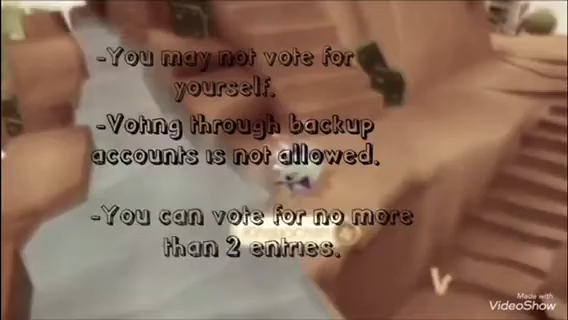 -You may not vote for
yourself.
-Voting through backup
accounts is not allowed.
-You can vote for no more
than 2 entries.
V
Made with
VideoShow